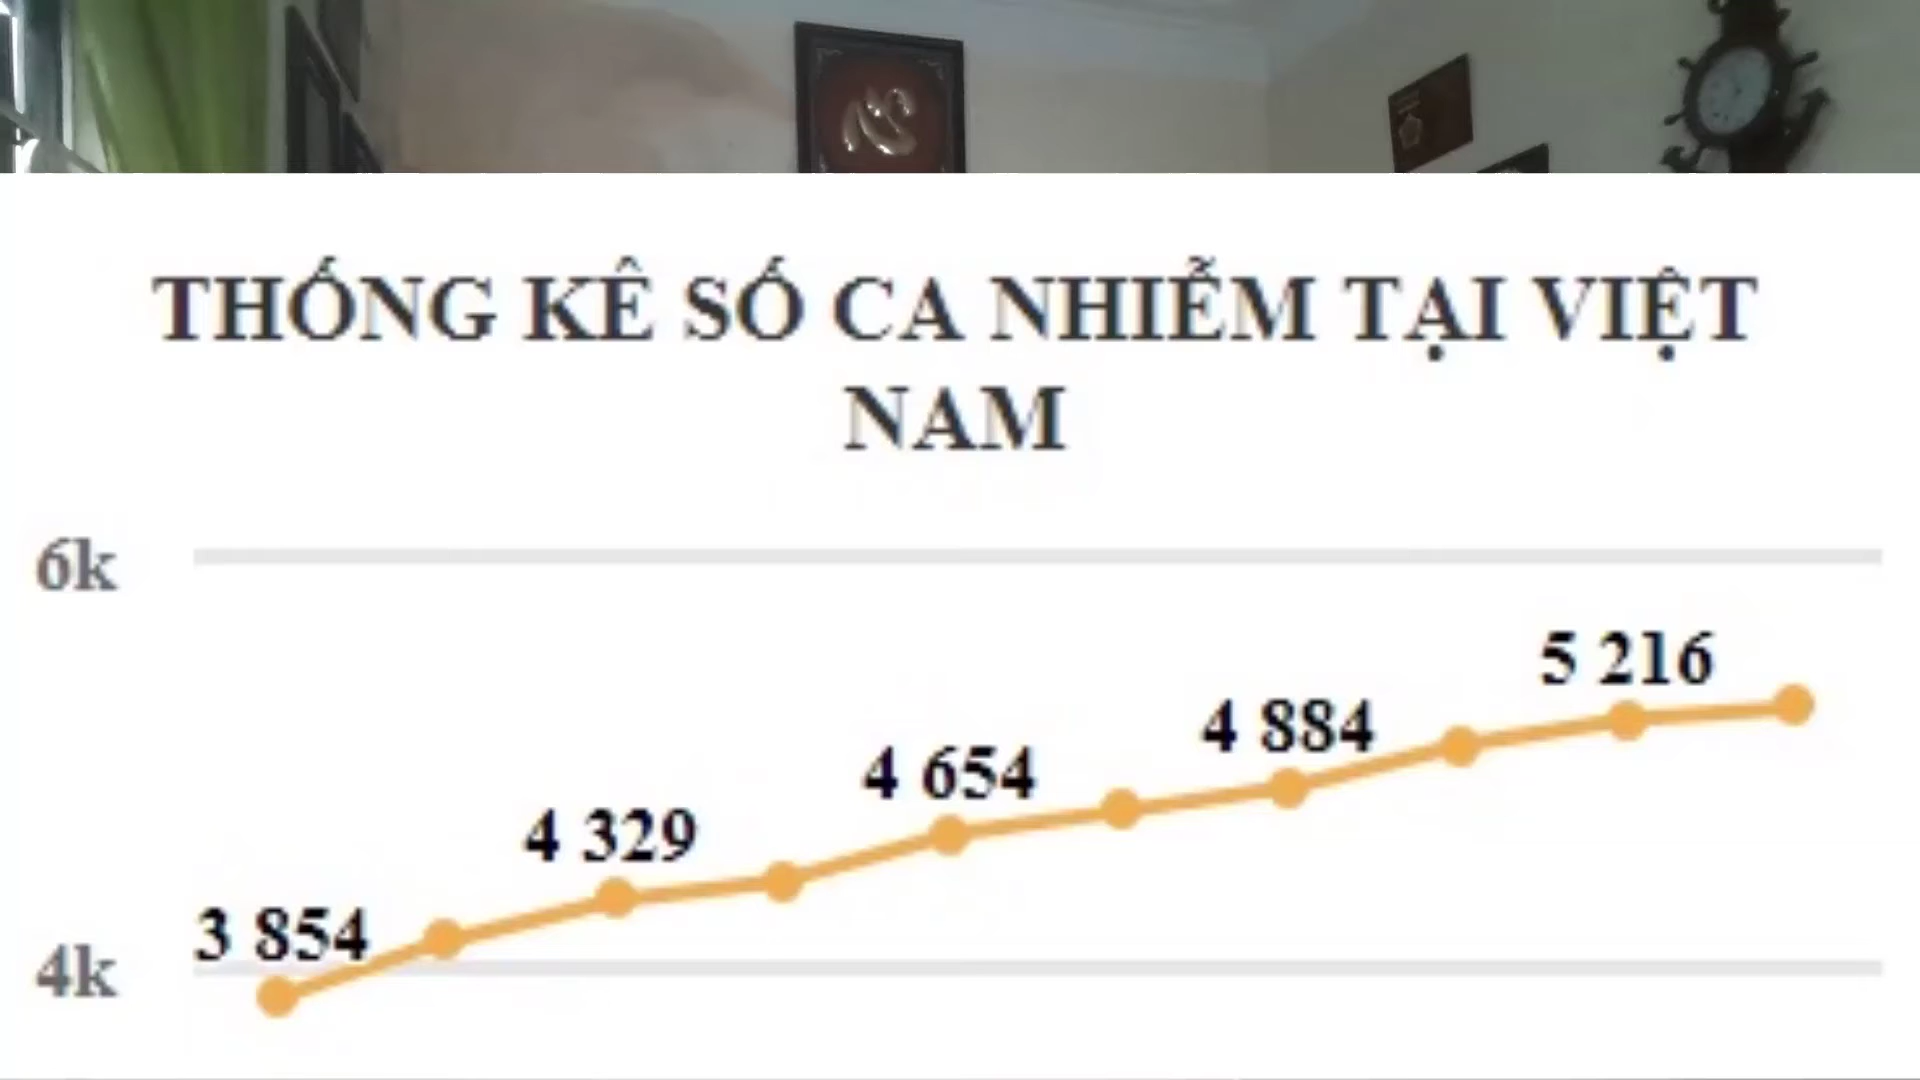 THỐNG KÊ SỐ CA NHIỄM TẠI VIỆT
NAM
6k
5 216
4 884
4 654
4 329
3 854
4k